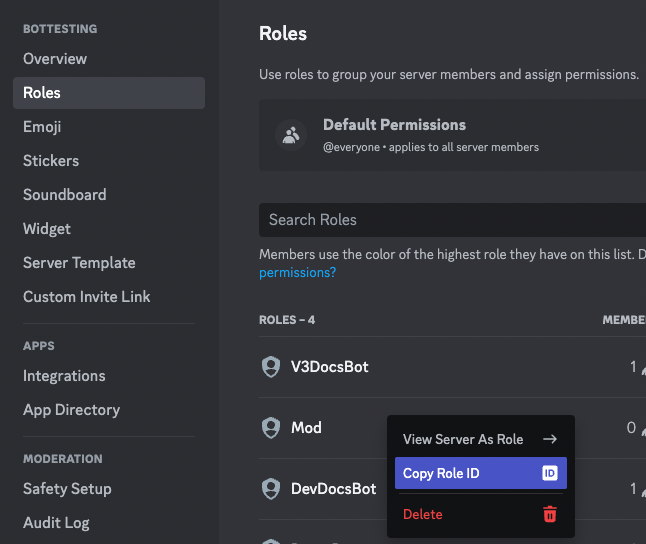 BOTTESTING
Overview
Roles
Emoji
Stickers
Soundboard
Widget
Server Template
Custom Invite Link
APPS
Integrations
App Directory
MODERATION
Safety Setup
Audit Log
Roles
Use roles to group your server members and assign permissions.
Default Permissions
@everyone • applies to all server members
Search Roles
Members use the color of the highest role they have on this list. D
permissions?
ROLES – 4 MEMBE
V3DocsBot 1
Mod 0
DevDocsBot 1
View Server As Role →
Copy Role ID ID
Delete